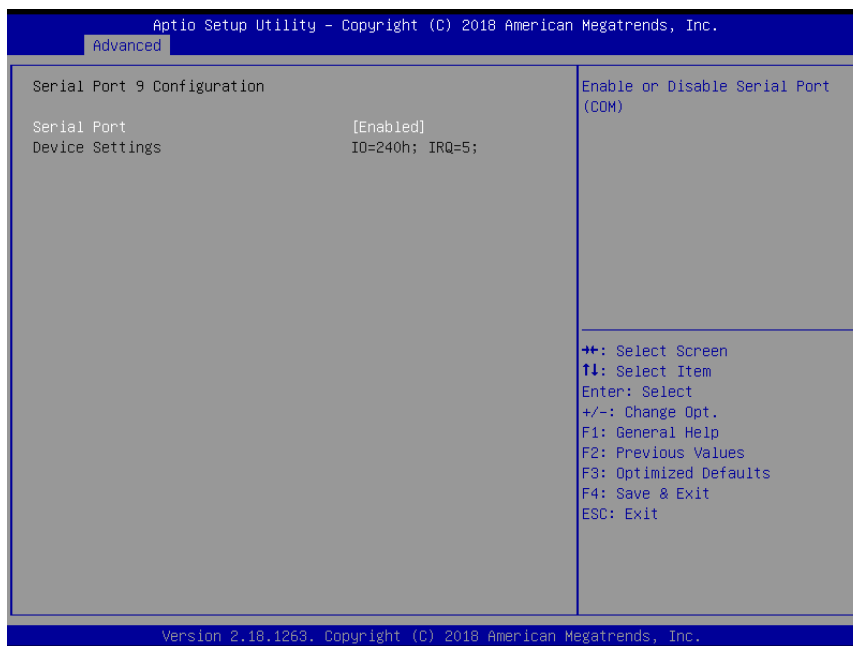 Aptio Setup Utility – Copyright (C) 2018 American Megatrends, Inc.
Advanced
Serial Port 9 Configuration
Serial Port [Enabled]
Device Settings IO=240h; IRQ=5;
Enable or Disable Serial Port
(COM)
→←: Select Screen
↑↓: Select Item
Enter: Select
+/-: Change Opt.
F1: General Help
F2: Previous Values
F3: Optimized Defaults
F4: Save & Exit
ESC: Exit
Version 2.18.1263. Copyright (C) 2018 American Megatrends, Inc.